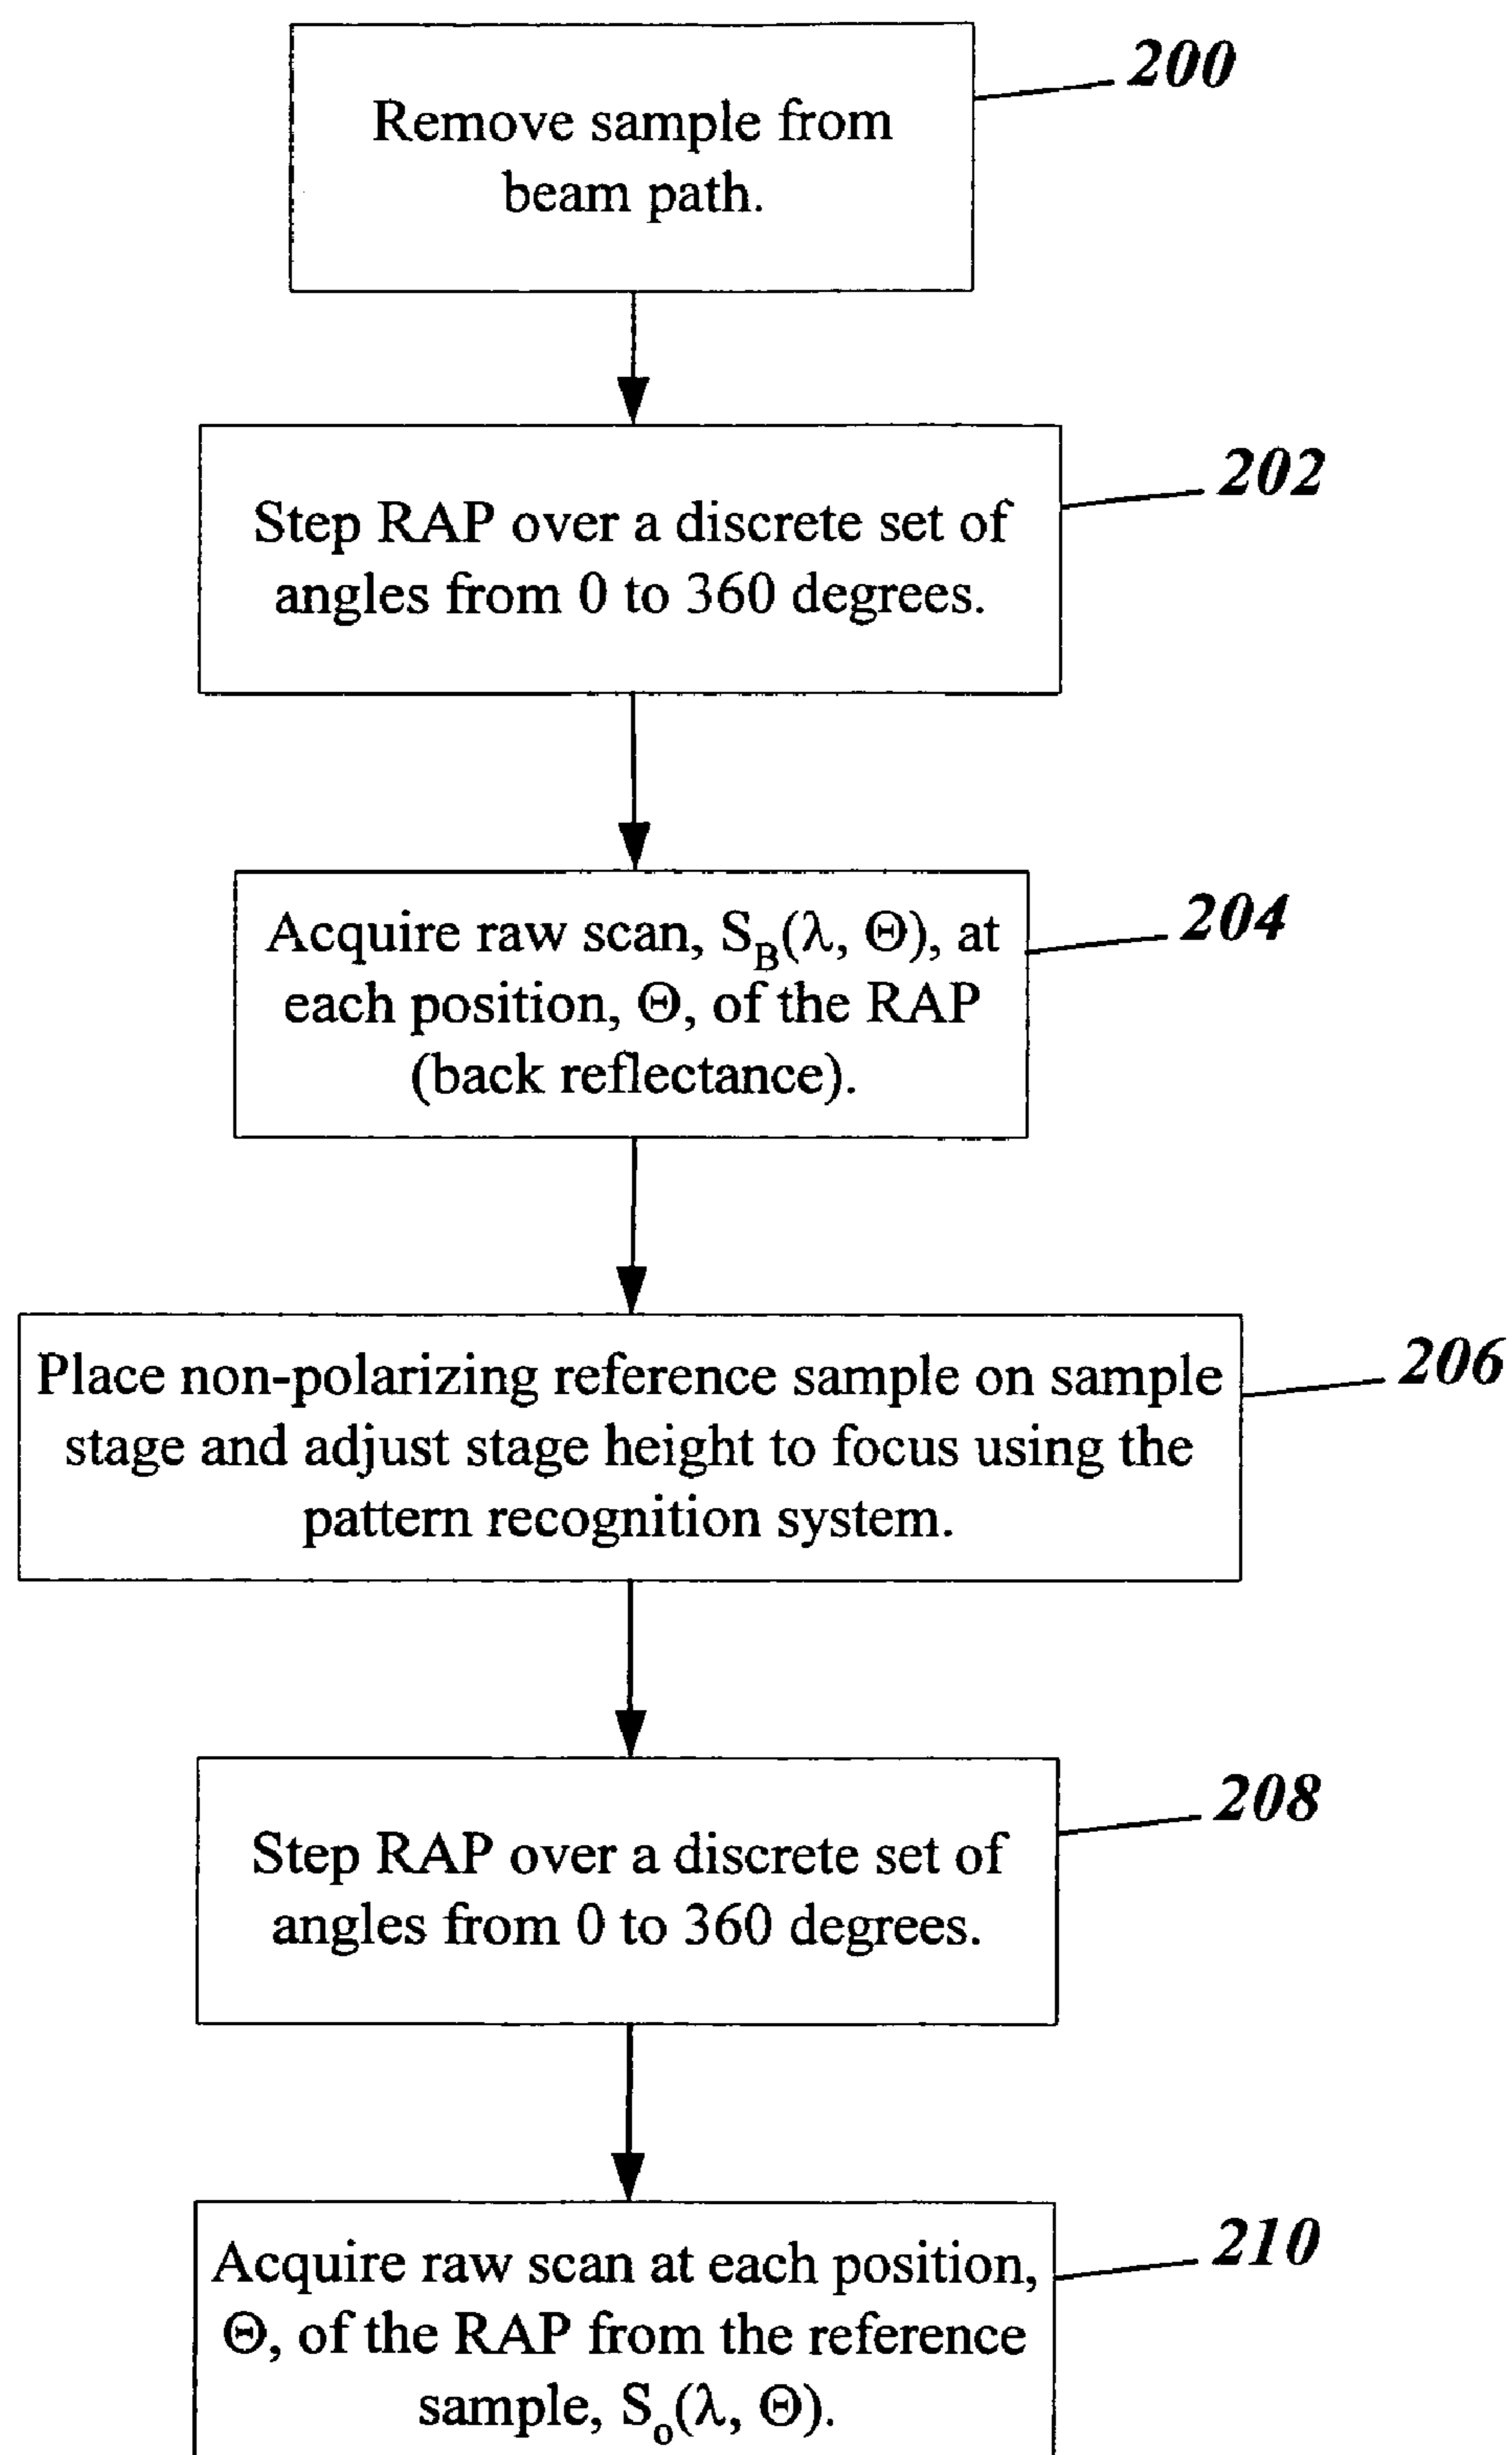 200
Remove sample from
beam path.
202
Step RAP over a discrete set of
angles from 0 to 360 degrees.
204
Acquire raw scan, S_B(λ, Θ), at
each position, Θ, of the RAP
(back reflectance).
206
Place non-polarizing reference sample on sample
stage and adjust stage height to focus using the
pattern recognition system.
208
Step RAP over a discrete set of
angles from 0 to 360 degrees.
210
Acquire raw scan at each position,
Θ, of the RAP from the reference
sample, S_o(λ, Θ).